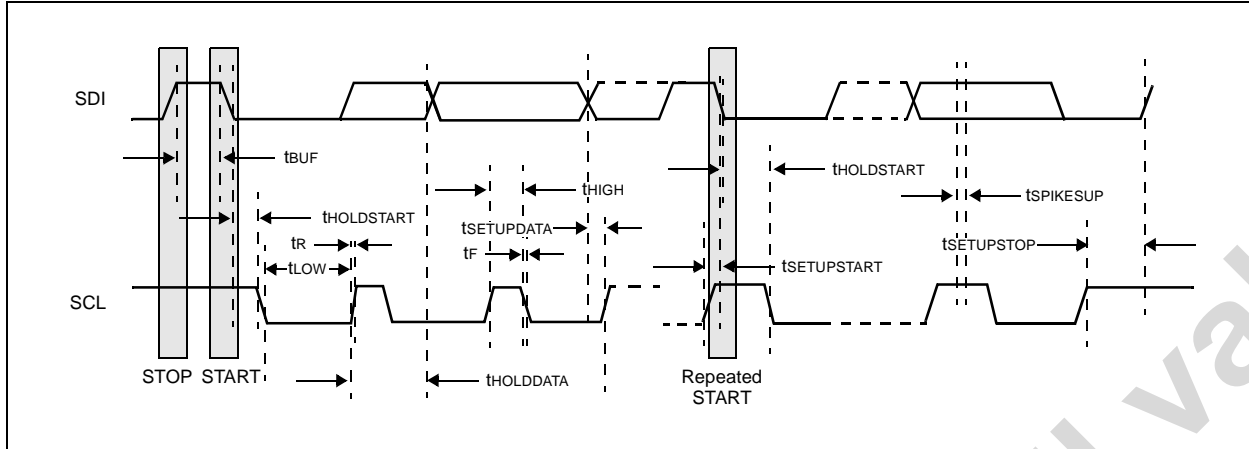 SDI
tBUF
tHIGH
tHOLDSTART
tHOLDSTART
tSPIKESUP
tSETUPDATA
tR
tF
tSETUPSTOP
tLOW
tSETUPSTART
SCL
STOP START
tHOLDDATA
Repeated
START